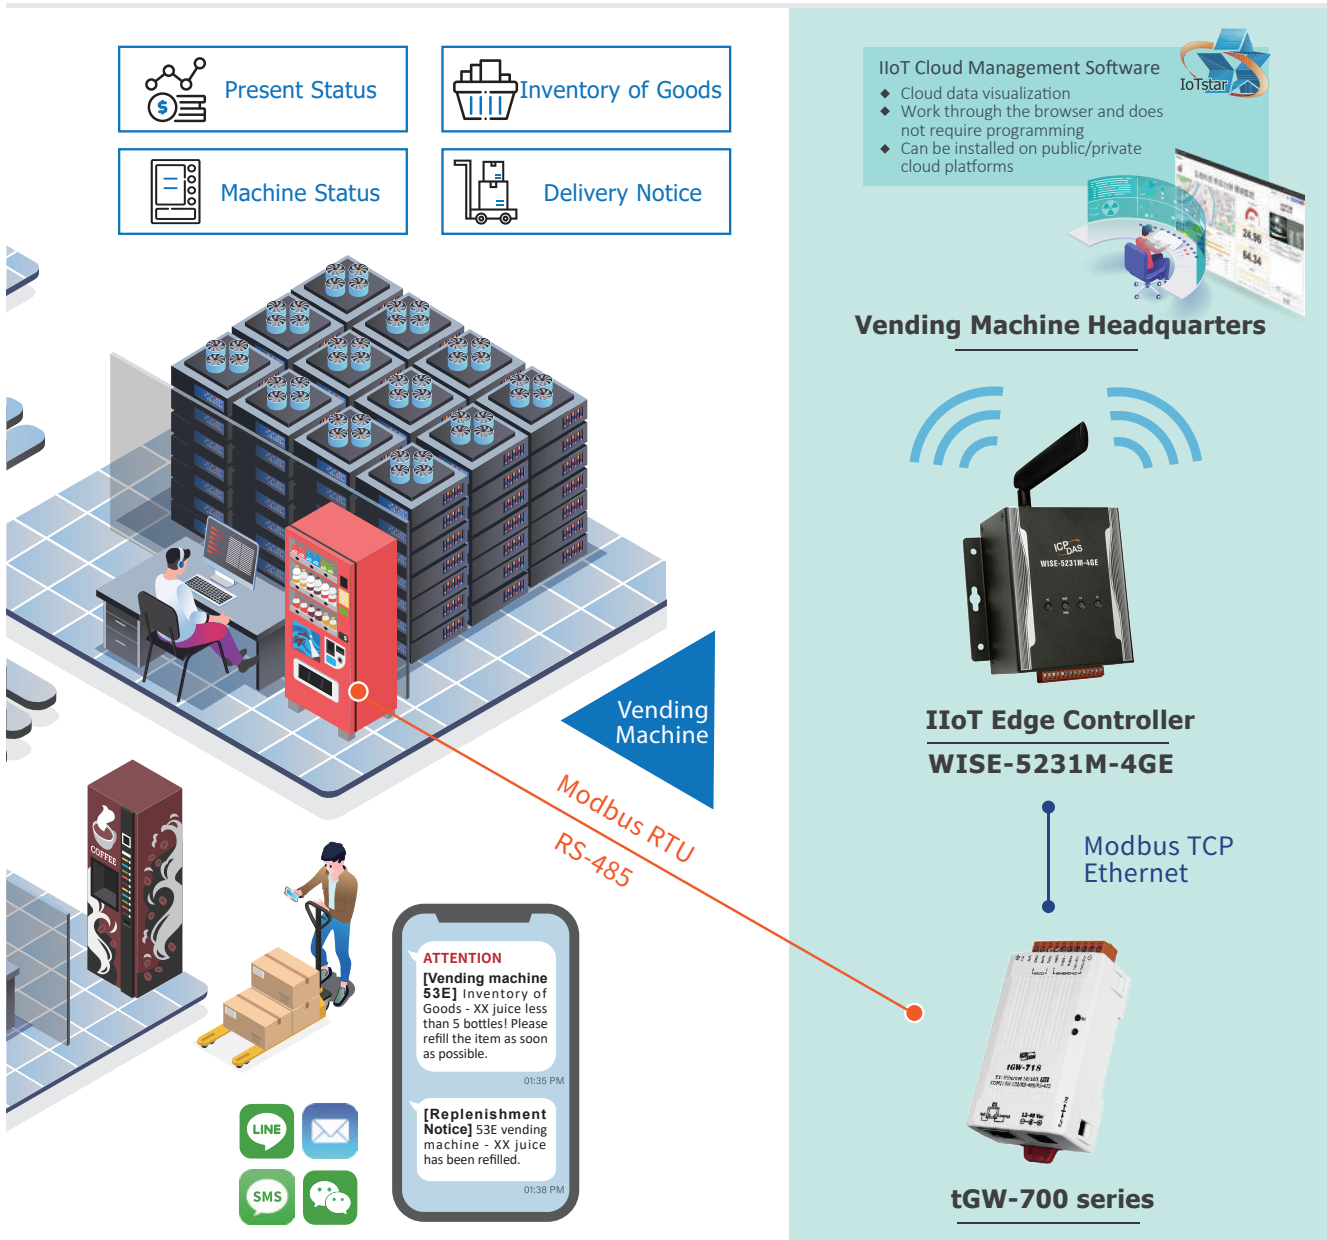 Present Status
Inventory of Goods
Machine Status
Delivery Notice
IIoT Cloud Management Software
◆ Cloud data visualization
◆ Work through the browser and does
not require programming
◆ Can be installed on public/private
cloud platforms
IoTstar
24.96
64.34
Vending Machine Headquarters
ICP DAS
WISE-5231M-4GE
IIoT Edge Controller
WISE-5231M-4GE
Vending
Machine
Modbus RTU
RS-485
Modbus TCP
Ethernet
COFFEE
ATTENTION
[Vending machine
53E] Inventory of
Goods - XX juice less
than 5 bottles! Please
refill the item as soon
as possible.
01:35 PM
[Replenishment
Notice] 53E vending
machine - XX juice
has been refilled.
01:38 PM
LINE
SMS
tGW-718
tGW-700 series